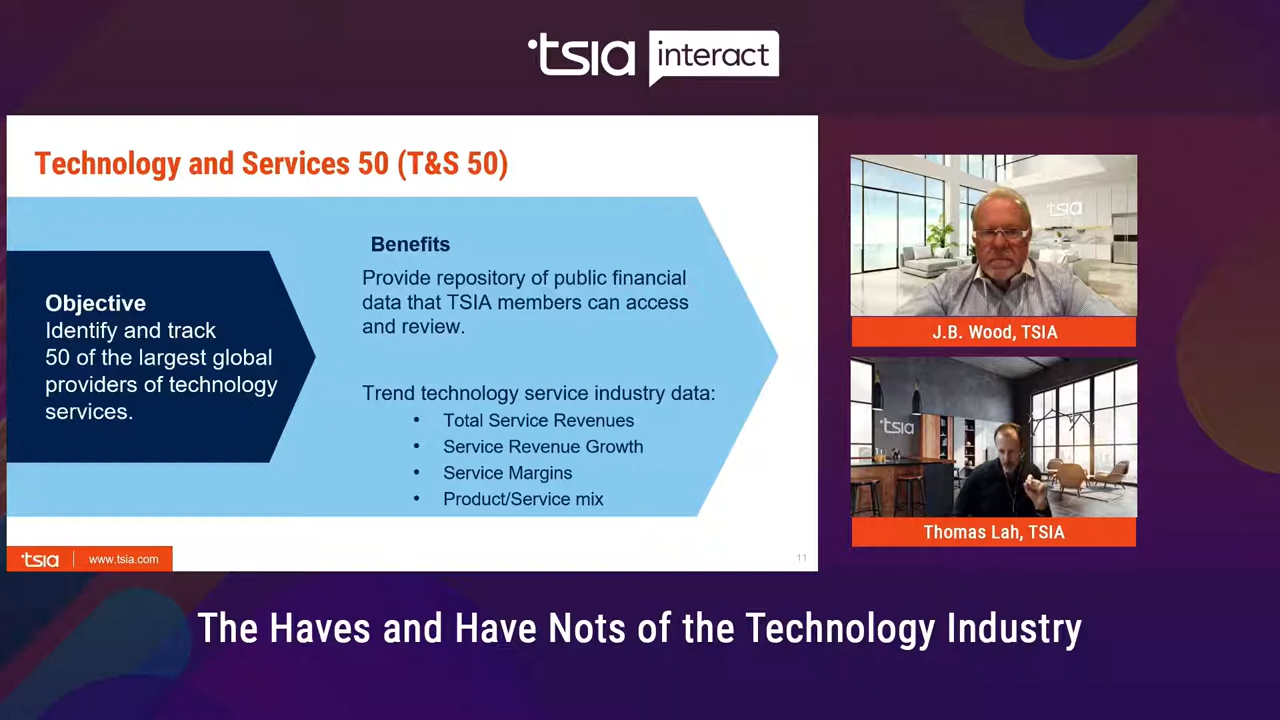 tsia interact
Technology and Services 50 (T&S 50)
Objective
Identify and track
50 of the largest global
providers of technology
services.
Benefits
Provide repository of public financial
data that TSIA members can access
and review.
Trend technology service industry data:
• Total Service Revenues
• Service Revenue Growth
• Service Margins
• Product/Service mix
tsia | www.tsia.com
11
tsia
J.B. Wood, TSIA
tsia
Thomas Lah, TSIA
The Haves and Have Nots of the Technology Industry